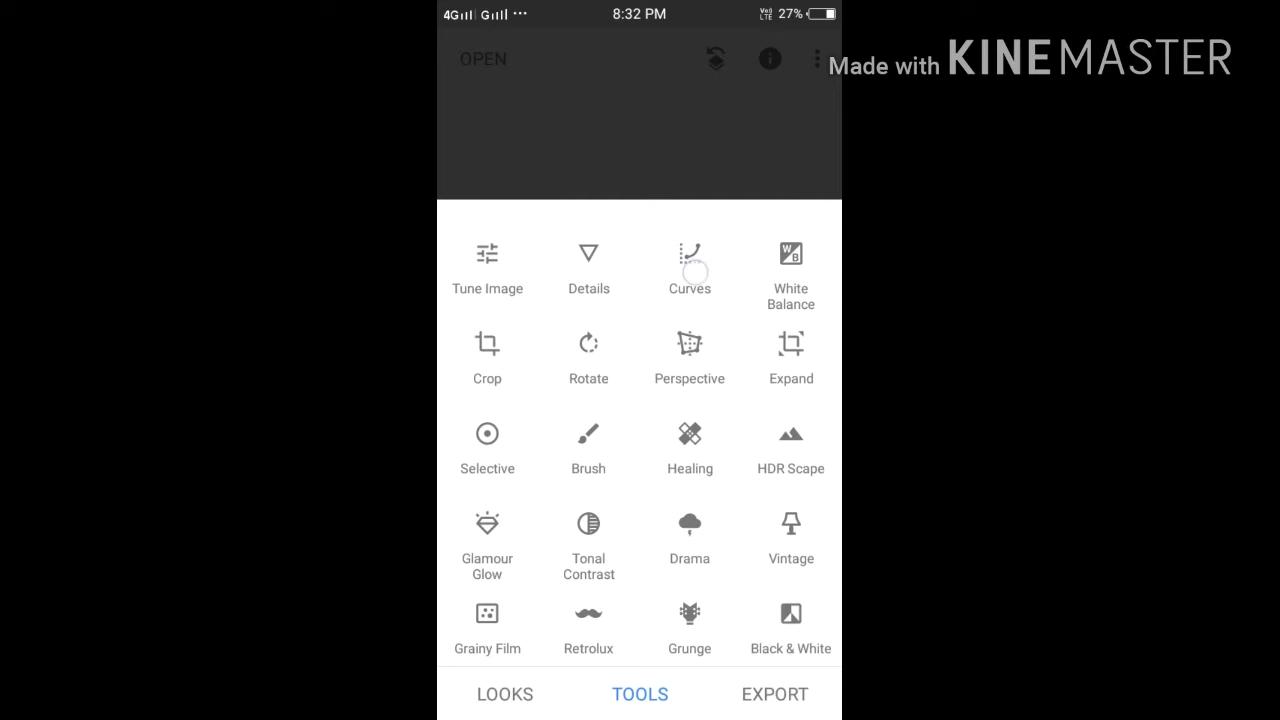 4G G ••• 8:32 PM VoD LTE 27%
OPEN
Made with KINEMASTER
Tune Image Details Curves White Balance
Crop Rotate Perspective Expand
Selective Brush Healing HDR Scape
Glamour Glow Tonal Contrast Drama Vintage
Grainy Film Retrolux Grunge Black & White
LOOKS TOOLS EXPORT